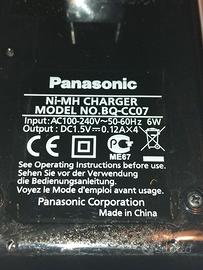 Panasonic
NI-MH CHARGER
MODEL NO.BQ-CC07
Input:AC100-240V~50-60Hz 6W
Output : DC1.5V⎓0.12A×4
CE
ME67
See Operating Instructions before use.
Sehen Sie vor der Verwendung
die Bedienungsanleitung.
Voyez le Mode d'emploi avant usage.
Panasonic Corporation
Made in China